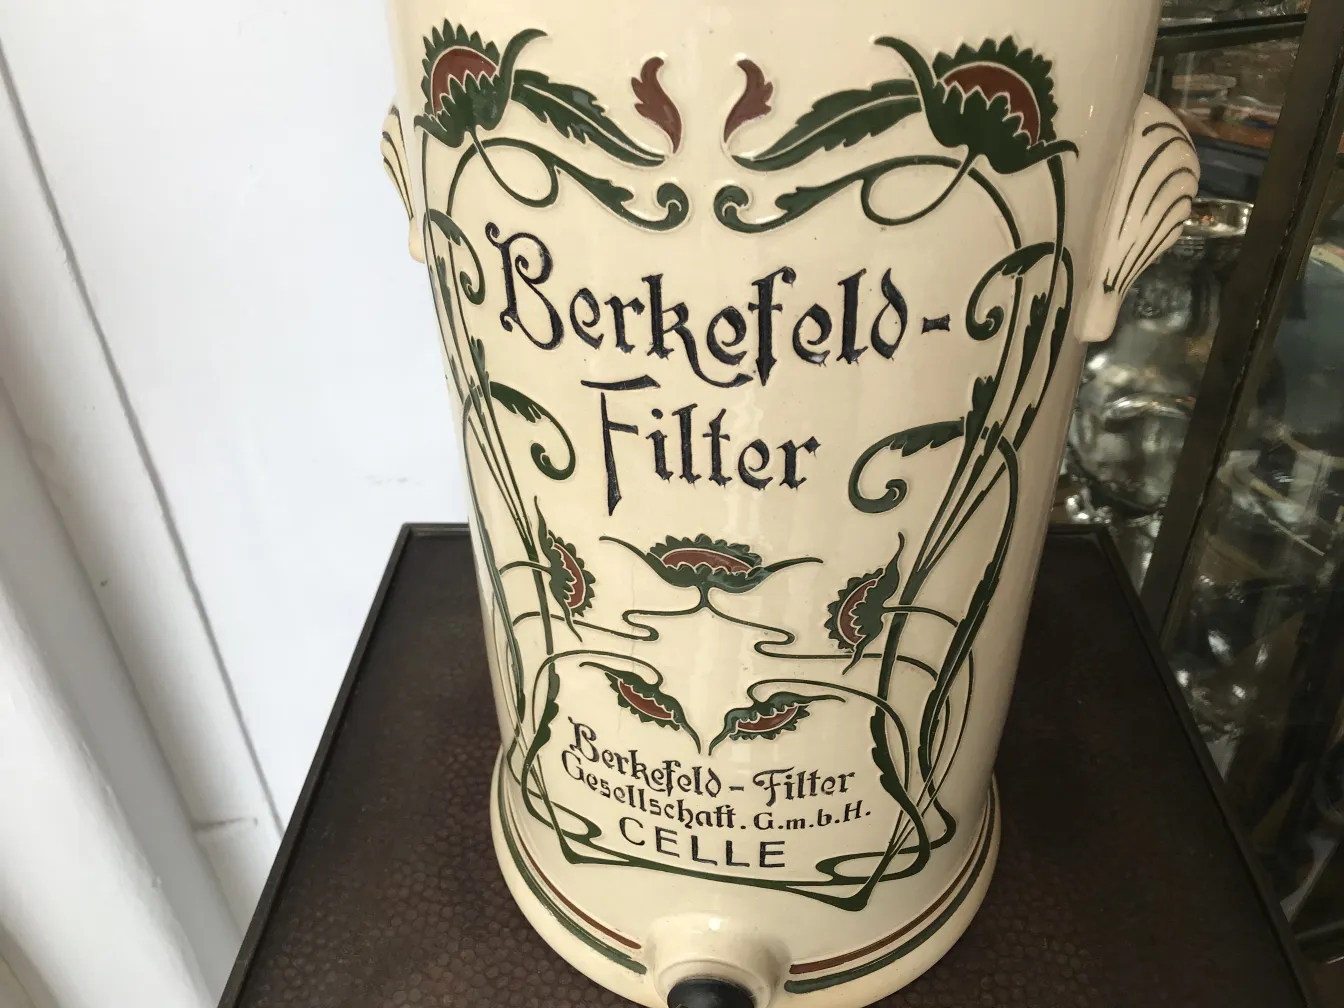 Berkefeld-
Filter
Berkefeld-Filter
Gesellschaft. G.m.b.H.
CELLE